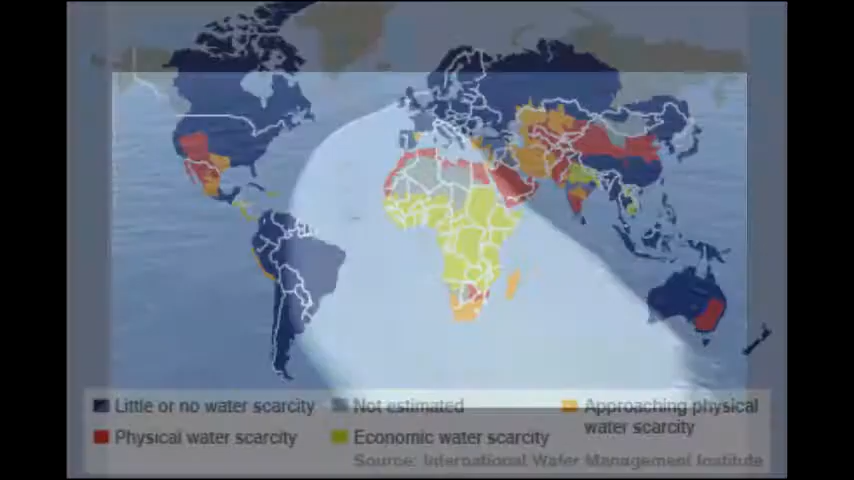 Little or no water scarcity
Not estimated
Approaching physical
water scarcity
Physical water scarcity
Economic water scarcity
Source: International Water Management Institute